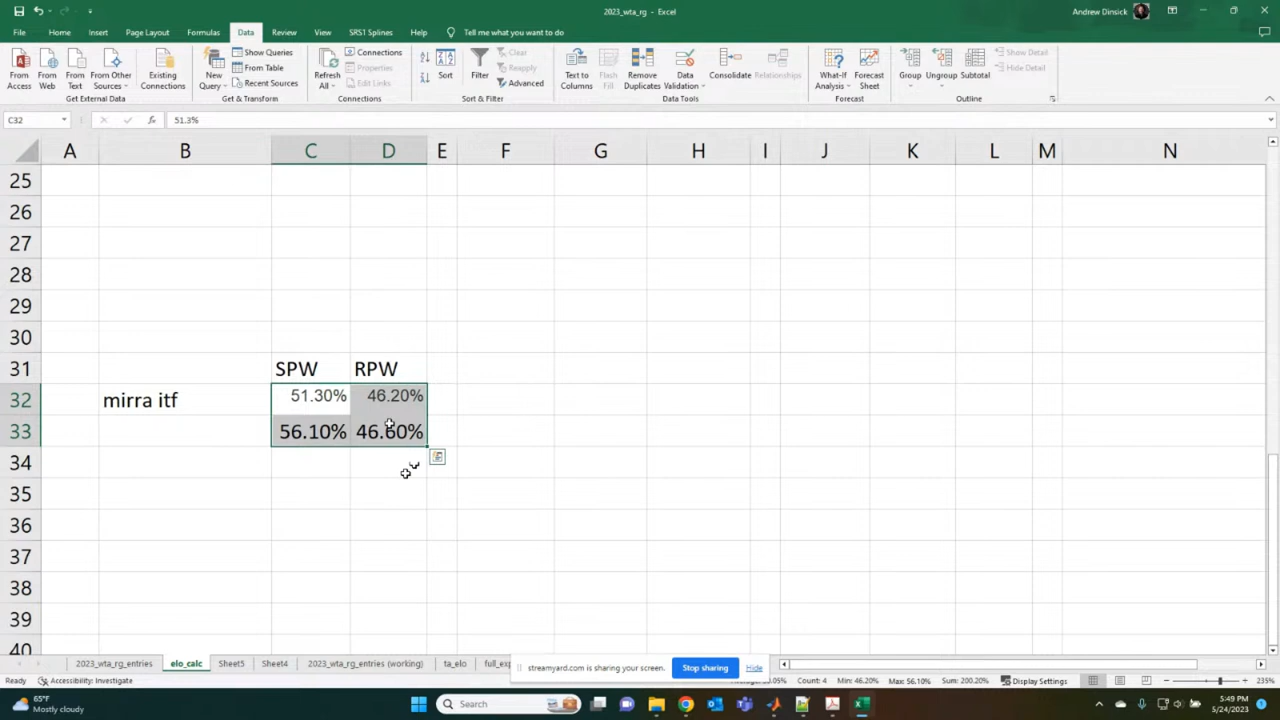 2023_wta_rg - Excel
Andrew Dinsick
File Home Insert Page Layout Formulas Data Review View SRS1 Splines Help Tell me what you want to do
From Access
From Web
From Text
From Other Sources
Existing Connections
Get External Data
New Query
Show Queries
From Table
Recent Sources
Get & Transform
Refresh All
Connections
Properties
Edit Links
Connections
Sort
Filter
Clear
Reapply
Advanced
Sort & Filter
Text to Columns
Flash Fill
Remove Duplicates
Data Validation
Consolidate
Relationships
Data Tools
What-If Analysis
Forecast Sheet
Forecast
Group
Ungroup
Subtotal
Show Detail
Hide Detail
Outline
C32 fx 51.3%
A B C D E F G H I J K L M N
25
26
27
28
29
30
31 SPW RPW
32 mirra itf 51.30% 46.20%
33 56.10% 46.60%
34
35
36
37
38
39
40
2023_wta_rg_entries elo_calc Sheet5 Sheet4 2023_wta_rg_entries (working) ta_elo full_exp
streamyard.com is sharing your screen. Stop sharing Hide
Ready Accessibility: Investigate Count: 4 Min: 46.20% Max: 56.10% Sum: 200.20% Display Settings 235%
65°F
Mostly cloudy
Search
5:49 PM
5/24/2023